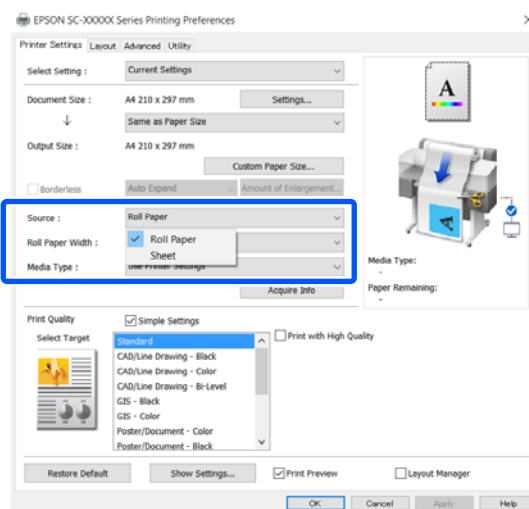 EPSON SC-XXXXX Series Printing Preferences
Printer Settings Layout Advanced Utility
Select Setting : Current Settings
Document Size : A4 210 x 297 mm Settings...
Same as Paper Size
Output Size : A4 210 x 297 mm
Custom Paper Size...
Borderless Auto Expand Amount of Enlargement...
Source : Roll Paper
Roll Paper Width : Roll Paper
Sheet
Media Type : Use Printer Settings
Acquire Info
A
Media Type:
-
Paper Remaining:
-
Print Quality Simple Settings
Select Target
Standard
CAD/Line Drawing - Black
CAD/Line Drawing - Color
CAD/Line Drawing - Bi-Level
GIS - Black
GIS - Color
Poster/Document - Color
Poster/Document - Black
Print with High Quality
Restore Default Show Settings... Print Preview Layout Manager
OK Cancel Apply Help